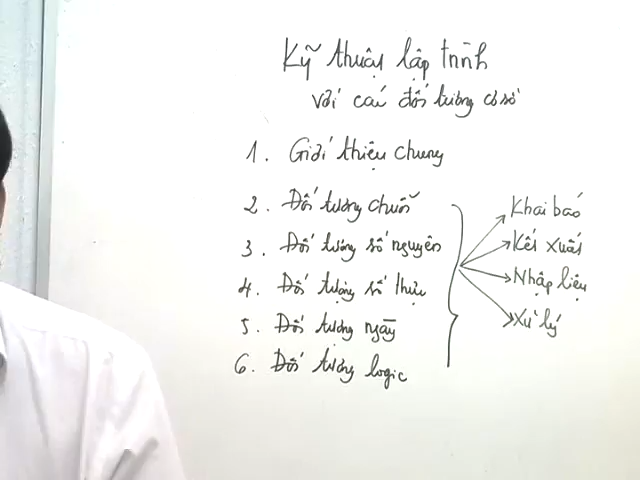 Kỹ thuật lập trình
với các đối tượng cơ sở
1. Giới thiệu chung
2. Đối tượng chuỗi
3. Đối tượng số nguyên
4. Đối tượng số thực
5. Đối tượng ngày
6. Đối tượng logic
Khai báo
Kết xuất
Nhập liệu
Xử lý